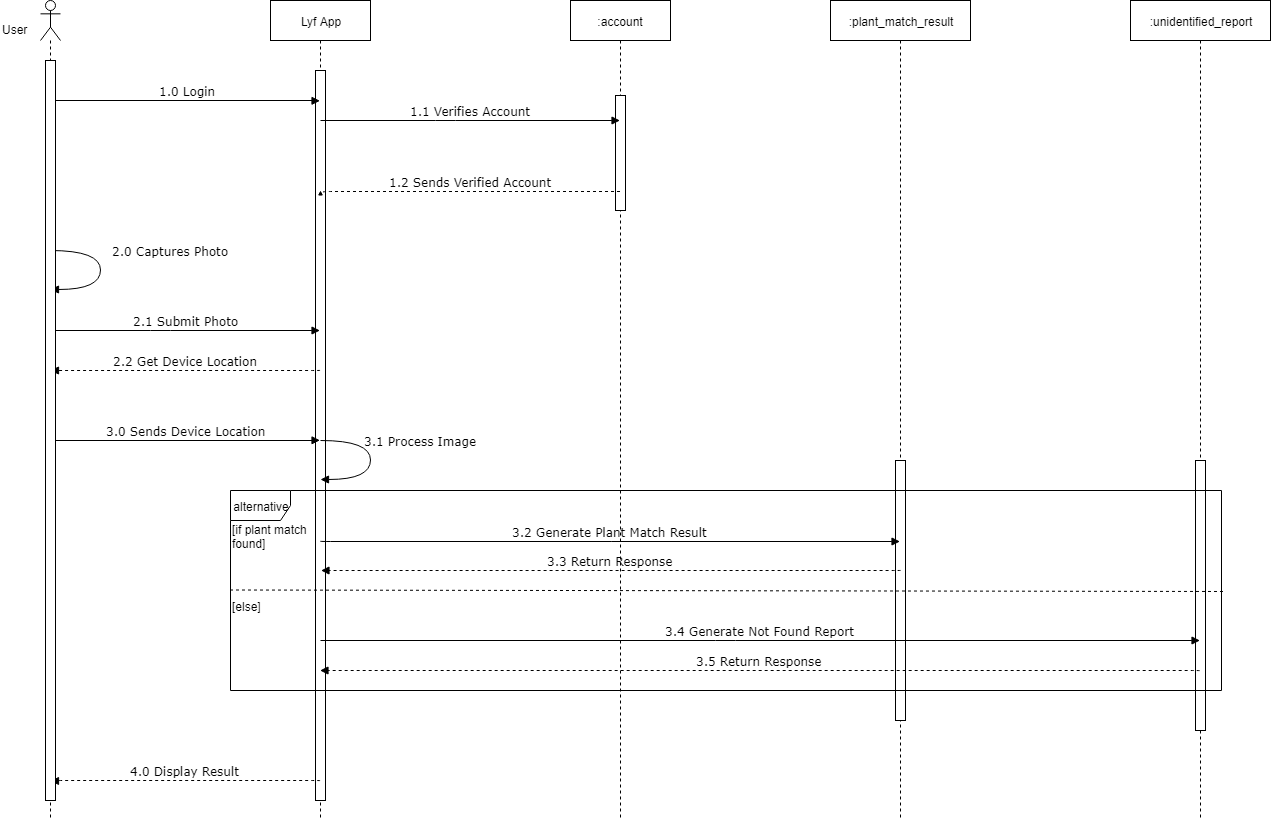 User
Lyf App
:account
:plant_match_result
:unidentified_report
1.0 Login
1.1 Verifies Account
1.2 Sends Verified Account
2.0 Captures Photo
2.1 Submit Photo
2.2 Get Device Location
3.0 Sends Device Location
3.1 Process Image
alternative
[if plant match
found]
3.2 Generate Plant Match Result
3.3 Return Response
[else]
3.4 Generate Not Found Report
3.5 Return Response
4.0 Display Result